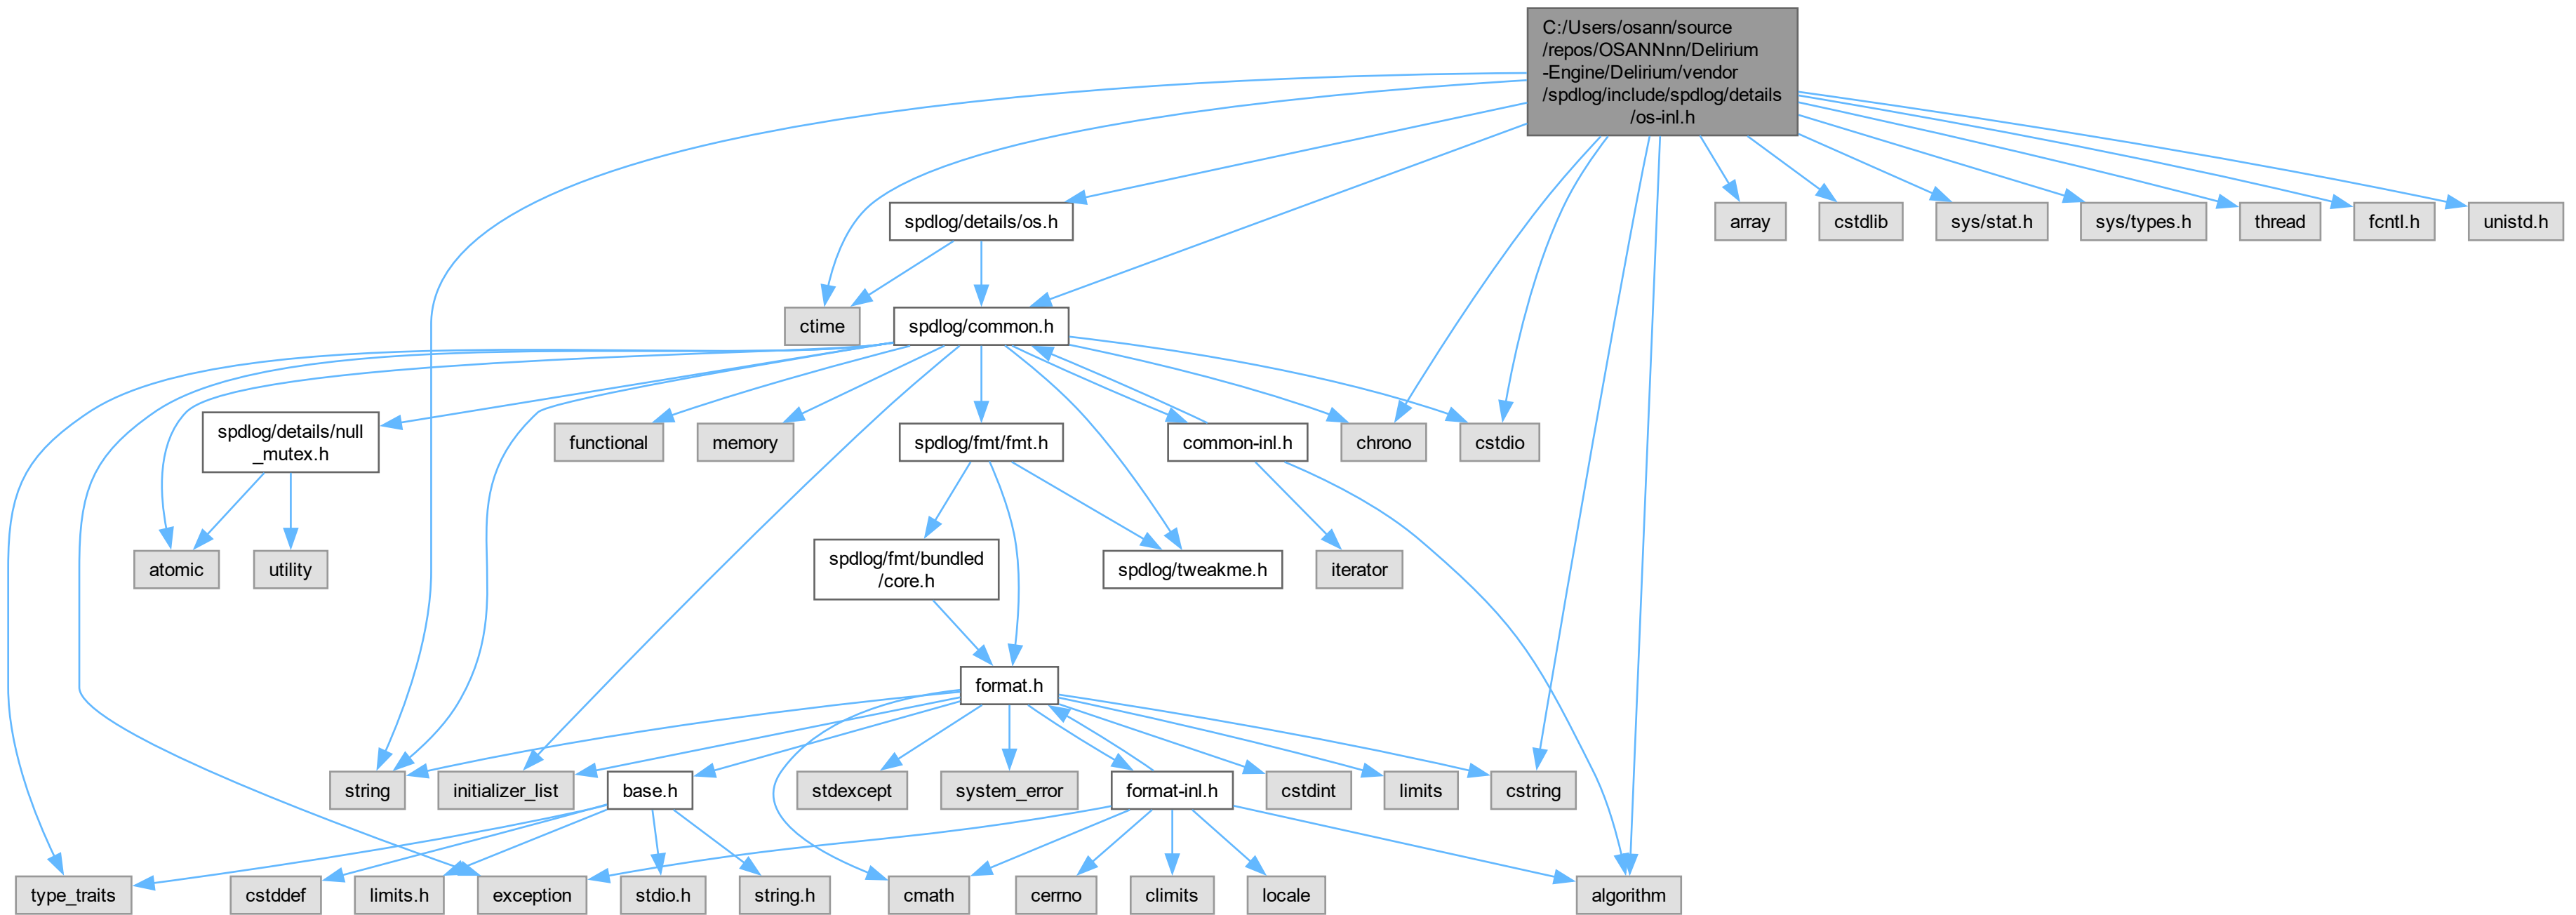 C:/Users/osann/source
/repos/OSANNnn/Delirium
-Engine/Delirium/vendor
/spdlog/include/spdlog/details
/os-inl.h
spdlog/details/os.h
array
cstdlib
sys/stat.h
sys/types.h
thread
fcntl.h
unistd.h
ctime
spdlog/common.h
spdlog/details/null
_mutex.h
functional
memory
spdlog/fmt/fmt.h
common-inl.h
chrono
cstdio
atomic
utility
spdlog/fmt/bundled
/core.h
spdlog/tweakme.h
iterator
format.h
string
initializer_list
base.h
stdexcept
system_error
format-inl.h
cstdint
limits
cstring
type_traits
cstddef
limits.h
exception
stdio.h
string.h
cmath
cerrno
climits
locale
algorithm